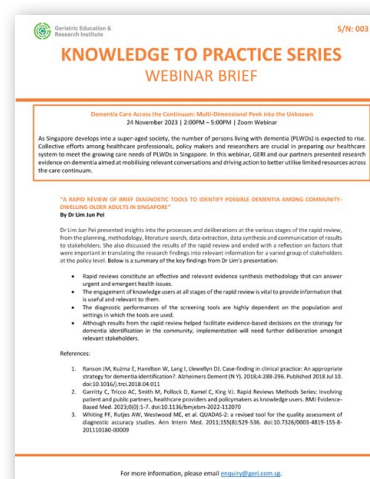 Geriatric Education &
Research Institute
S/N: 003
KNOWLEDGE TO PRACTICE SERIES
WEBINAR BRIEF
Dementia Care Across the Continuum: Multi-Dimensional Peek into the Unknown
24 November 2023 | 2:00PM – 5:00PM | Zoom Webinar
As Singapore develops into a super-aged society, the number of persons living with dementia (PLWDs) is expected to rise.
Collective efforts among healthcare professionals, policy makers and researchers are crucial in preparing our healthcare
system to meet the growing care needs of PLWDs in Singapore. In this webinar, GERI and our partners presented research
evidence on dementia aimed at mobilising relevant conversations and driving action to better utilise limited resources across
the care continuum.
"A RAPID REVIEW OF BRIEF DIAGNOSTIC TOOLS TO IDENTIFY POSSIBLE DEMENTIA AMONG COMMUNITY-
DWELLING OLDER ADULTS IN SINGAPORE"
By Dr Lim Jun Pei
Dr Lim Jun Pei presented insights into the processes and deliberations at the various stages of the rapid review,
from the planning, methodology, literature search, data extraction, data synthesis and communication of results
to stakeholders. She also discussed the results of the rapid review and ended with a reflection on factors that
were important in translating the research findings into relevant information for a varied group of stakeholders
at the policy level. Below is a summary of the key findings from Dr Lim's presentation:
• Rapid reviews constitute an effective and relevant evidence synthesis methodology that can answer
urgent and emergent health issues.
• The engagement of knowledge users at all stages of the rapid review is vital to provide information that
is useful and relevant to them.
• The diagnostic performances of the screening tools are highly dependent on the population and
settings in which the tools are used.
• Although results from the rapid review helped facilitate evidence-based decisions on the strategy for
dementia identification in the community, implementation will need further deliberation amongst
relevant stakeholders.
References:
1. Ranson JM, Kuźma E, Hamilton W, Lang I, Llewellyn DJ. Case-finding in clinical practice: An appropriate
strategy for dementia identification?. Alzheimers Dement (N Y). 2018;4:288-296. Published 2018 Jul 10.
doi:10.1016/j.trci.2018.04.011
2. Garritty C, Tricco AC, Smith M, Pollock D, Kamel C, King VJ. Rapid Reviews Methods Series: Involving
patient and public partners, healthcare providers and policymakers as knowledge users. BMJ Evidence-
Based Med. 2023;0(0):1-7. doi:10.1136/bmjebm-2022-112070
3. Whiting PF, Rutjes AW, Westwood ME, et al. QUADAS-2: a revised tool for the quality assessment of
diagnostic accuracy studies. Ann Intern Med. 2011;155(8):529-536. doi:10.7326/0003-4819-155-8-
201110180-00009
For more information, please email enquiry@geri.com.sg.